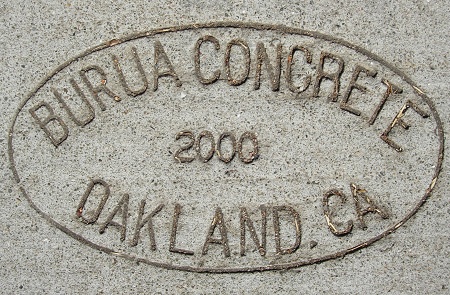 BURUA CONCRETE
2000
OAKLAND. CA